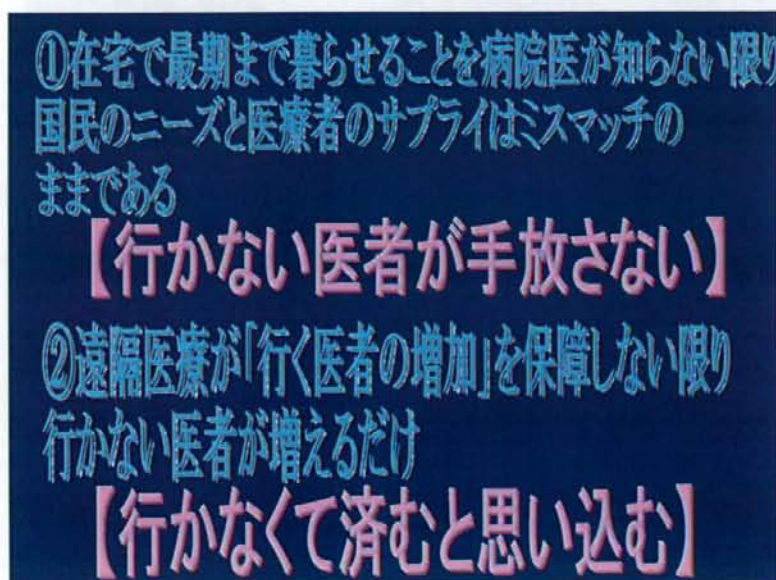 ①在宅で最期まで暮らせることを病院医が知らない限り
国民のニーズと医療者のサプライはミスマッチの
ままである
【行かない医者が手放さない】
②遠隔医療が「行く医者の増加」を保障しない限り
行かない医者が増えるだけ
【行かなくて済むと思い込む】